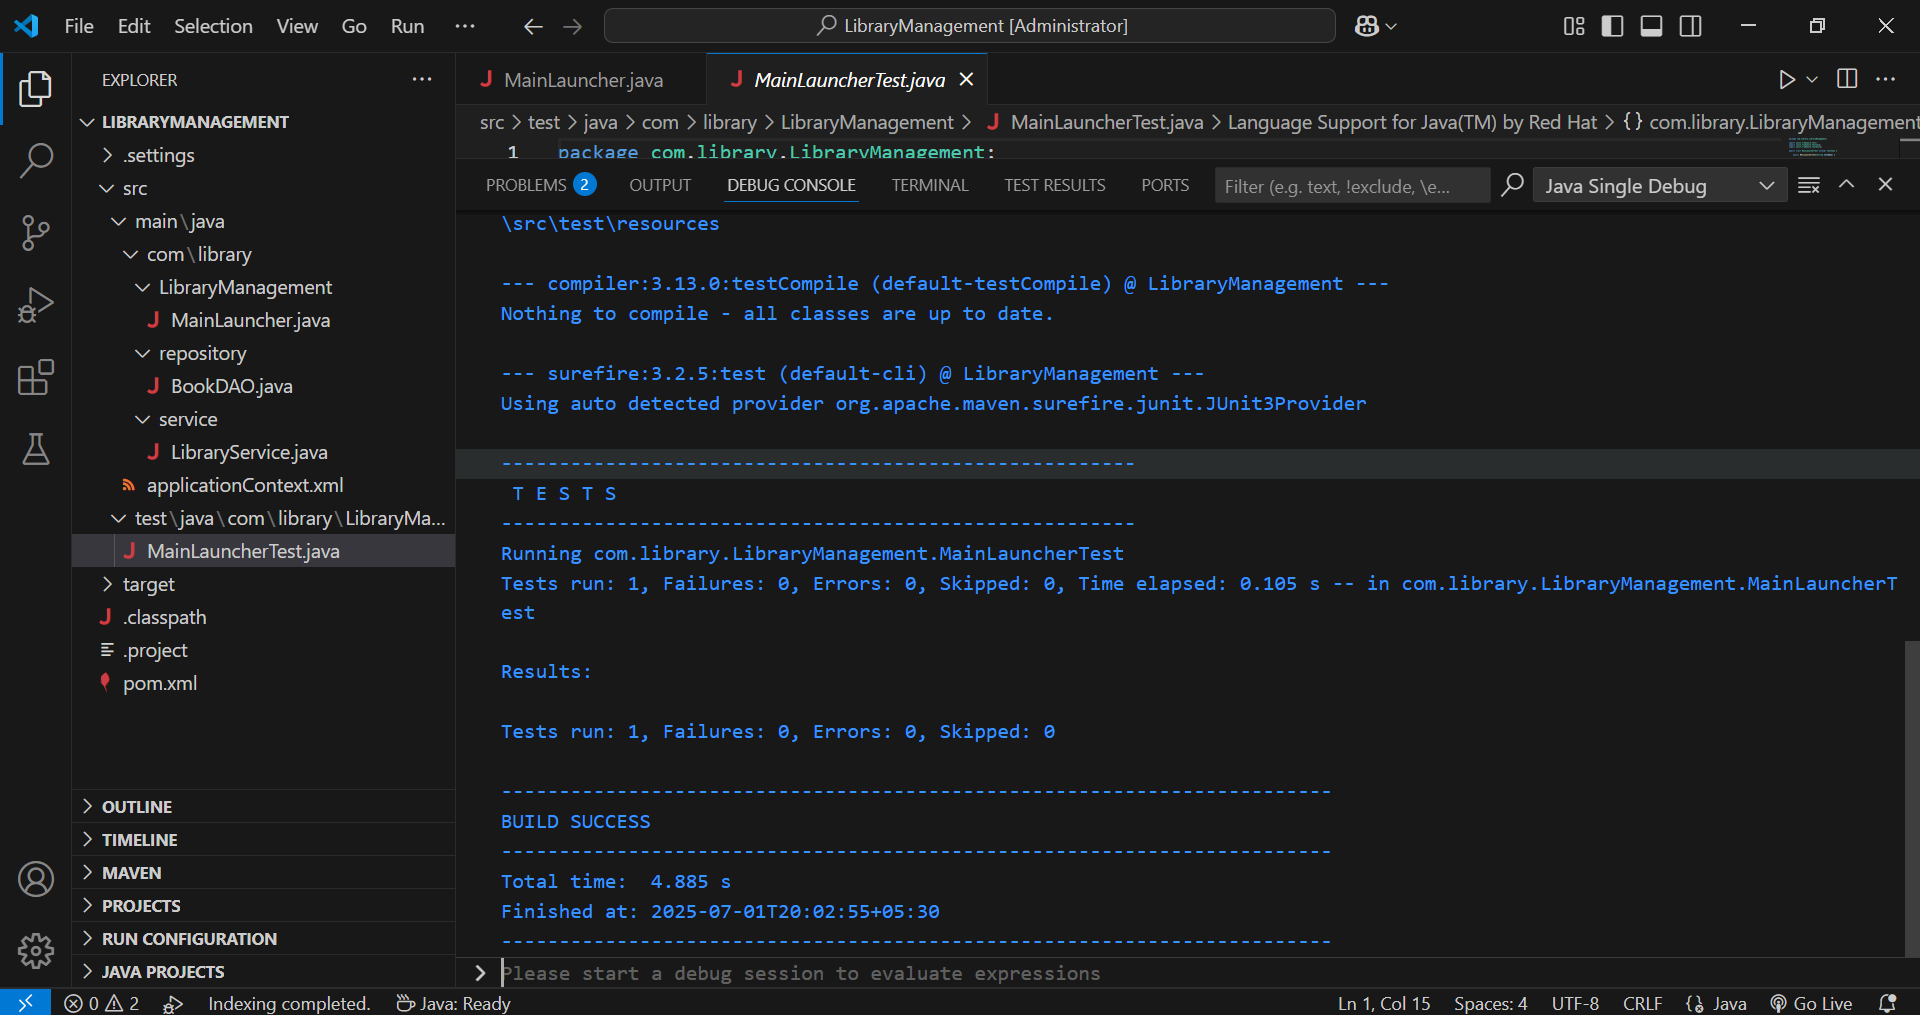 File Edit Selection View Go Run ··· LibraryManagement [Administrator]
EXPLORER ···
LIBRARYMANAGEMENT
.settings
src
main\java
com\library
LibraryManagement
MainLauncher.java
repository
BookDAO.java
service
LibraryService.java
applicationContext.xml
test\java\com\library\LibraryMa...
MainLauncherTest.java
target
.classpath
.project
pom.xml
OUTLINE
TIMELINE
MAVEN
PROJECTS
RUN CONFIGURATION
JAVA PROJECTS
MainLauncher.java MainLauncherTest.java
src > test > java > com > library > LibraryManagement > MainLauncherTest.java > Language Support for Java(TM) by Red Hat > {} com.library.LibraryManagement
1 package com.library.LibraryManagement;
PROBLEMS 2 OUTPUT DEBUG CONSOLE TERMINAL TEST RESULTS PORTS Filter (e.g. text, !exclude, \e... Java Single Debug
\src\test\resources
--- compiler:3.13.0:testCompile (default-testCompile) @ LibraryManagement ---
Nothing to compile - all classes are up to date.
--- surefire:3.2.5:test (default-cli) @ LibraryManagement ---
Using auto detected provider org.apache.maven.surefire.junit.JUnit3Provider
-------------------------------------------------------
T E S T S
-------------------------------------------------------
Running com.library.LibraryManagement.MainLauncherTest
Tests run: 1, Failures: 0, Errors: 0, Skipped: 0, Time elapsed: 0.105 s -- in com.library.LibraryManagement.MainLauncherT
est
Results:
Tests run: 1, Failures: 0, Errors: 0, Skipped: 0
------------------------------------------------------------------------
BUILD SUCCESS
------------------------------------------------------------------------
Total time:  4.885 s
Finished at: 2025-07-01T20:02:55+05:30
------------------------------------------------------------------------
> Please start a debug session to evaluate expressions
0 2 Indexing completed. Java: Ready Ln 1, Col 15 Spaces: 4 UTF-8 CRLF Java Go Live